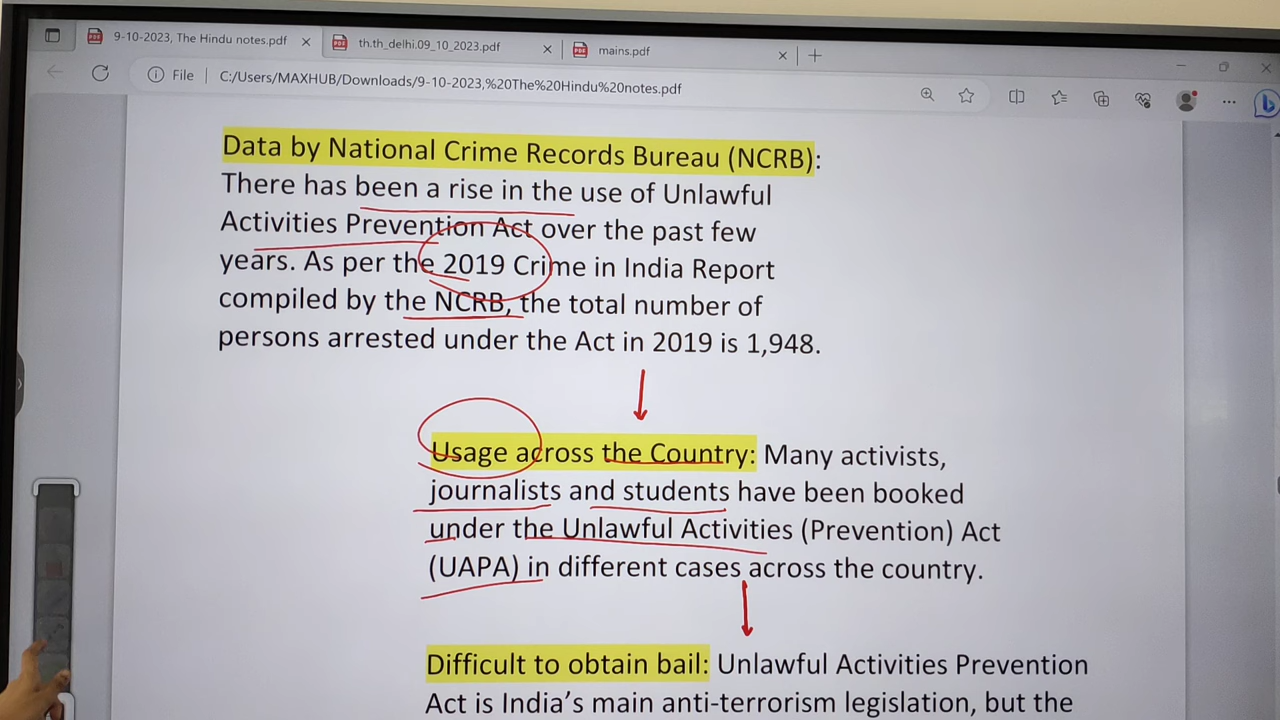 9-10-2023, The Hindu notes.pdf
th.th_delhi.09_10_2023.pdf
mains.pdf
File
C:/Users/MAXHUB/Downloads/9-10-2023,%20The%20Hindu%20notes.pdf
Data by National Crime Records Bureau (NCRB):
There has been a rise in the use of Unlawful
Activities Prevention Act over the past few
years. As per the 2019 Crime in India Report
compiled by the NCRB, the total number of
persons arrested under the Act in 2019 is 1,948.
Usage across the Country: Many activists,
journalists and students have been booked
under the Unlawful Activities (Prevention) Act
(UAPA) in different cases across the country.
Difficult to obtain bail: Unlawful Activities Prevention
Act is India's main anti-terrorism legislation, but the